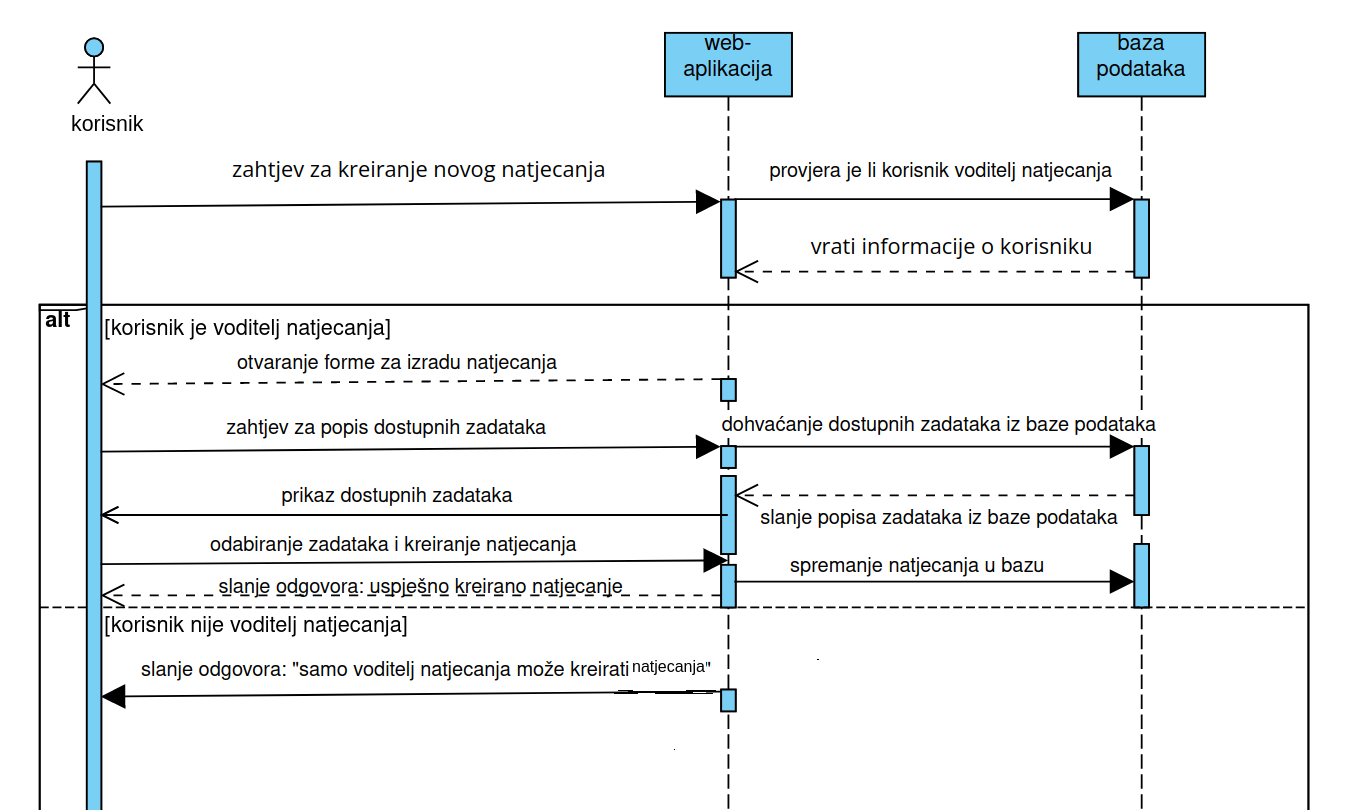 web-
aplikacija
baza
podataka
korisnik
zahtjev za kreiranje novog natjecanja
provjera je li korisnik voditelj natjecanja
vrati informacije o korisniku
alt
[korisnik je voditelj natjecanja]
otvaranje forme za izradu natjecanja
zahtjev za popis dostupnih zadataka
dohvaćanje dostupnih zadataka iz baze podataka
prikaz dostupnih zadataka
slanje popisa zadataka iz baze podataka
odabiranje zadataka i kreiranje natjecanja
spremanje natjecanja u bazu
slanje odgovora: uspješno kreirano natjecanje
[korisnik nije voditelj natjecanja]
slanje odgovora: "samo voditelj natjecanja može kreirati natjecanja"